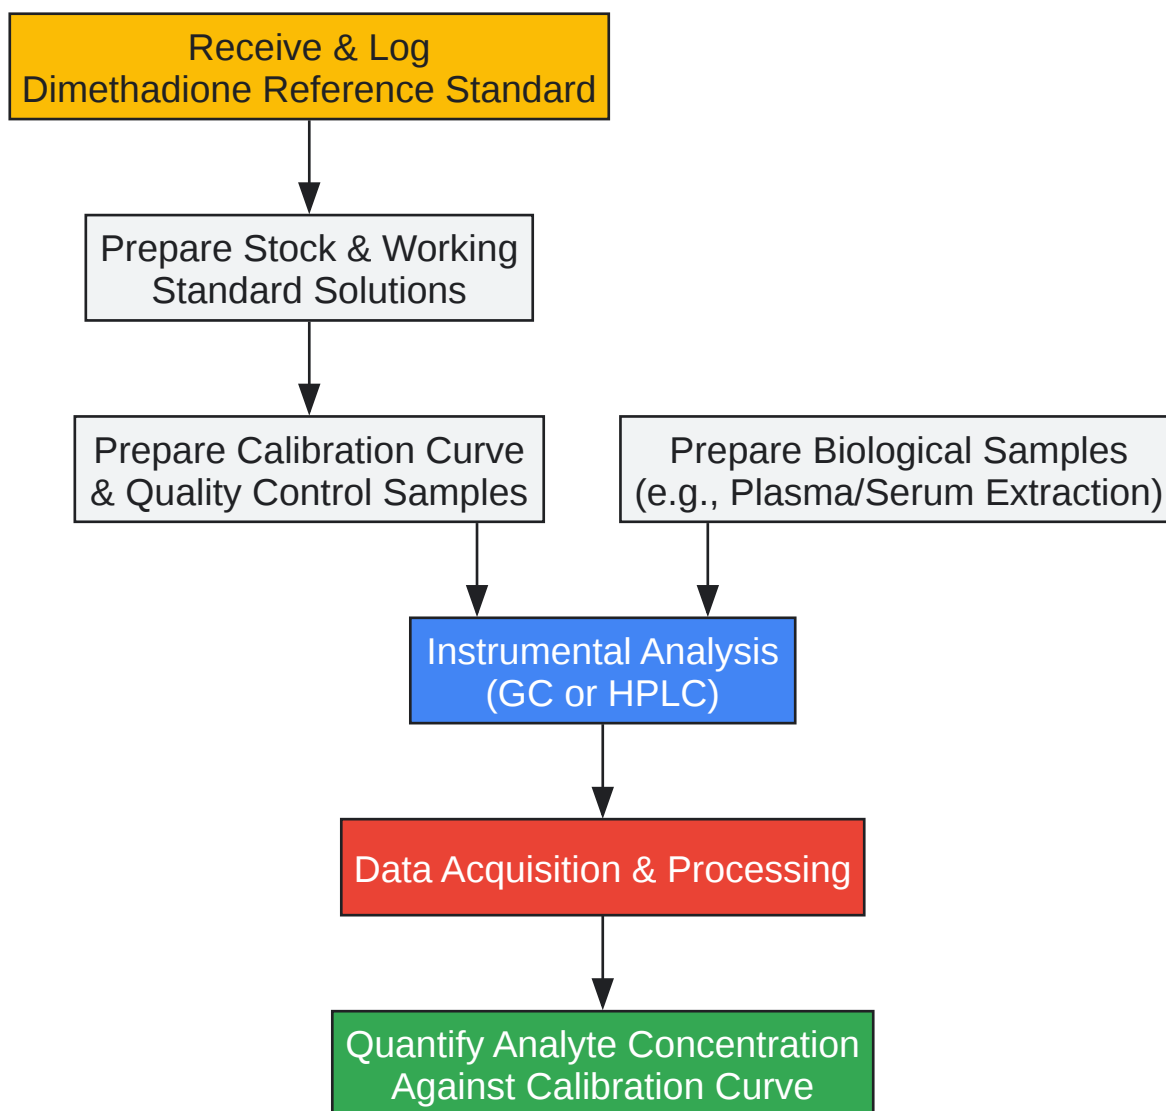 Receive & Log
Dimethadione Reference Standard
Prepare Stock & Working
Standard Solutions
Prepare Calibration Curve
& Quality Control Samples
Prepare Biological Samples
(e.g., Plasma/Serum Extraction)
Instrumental Analysis
(GC or HPLC)
Data Acquisition & Processing
Quantify Analyte Concentration
Against Calibration Curve